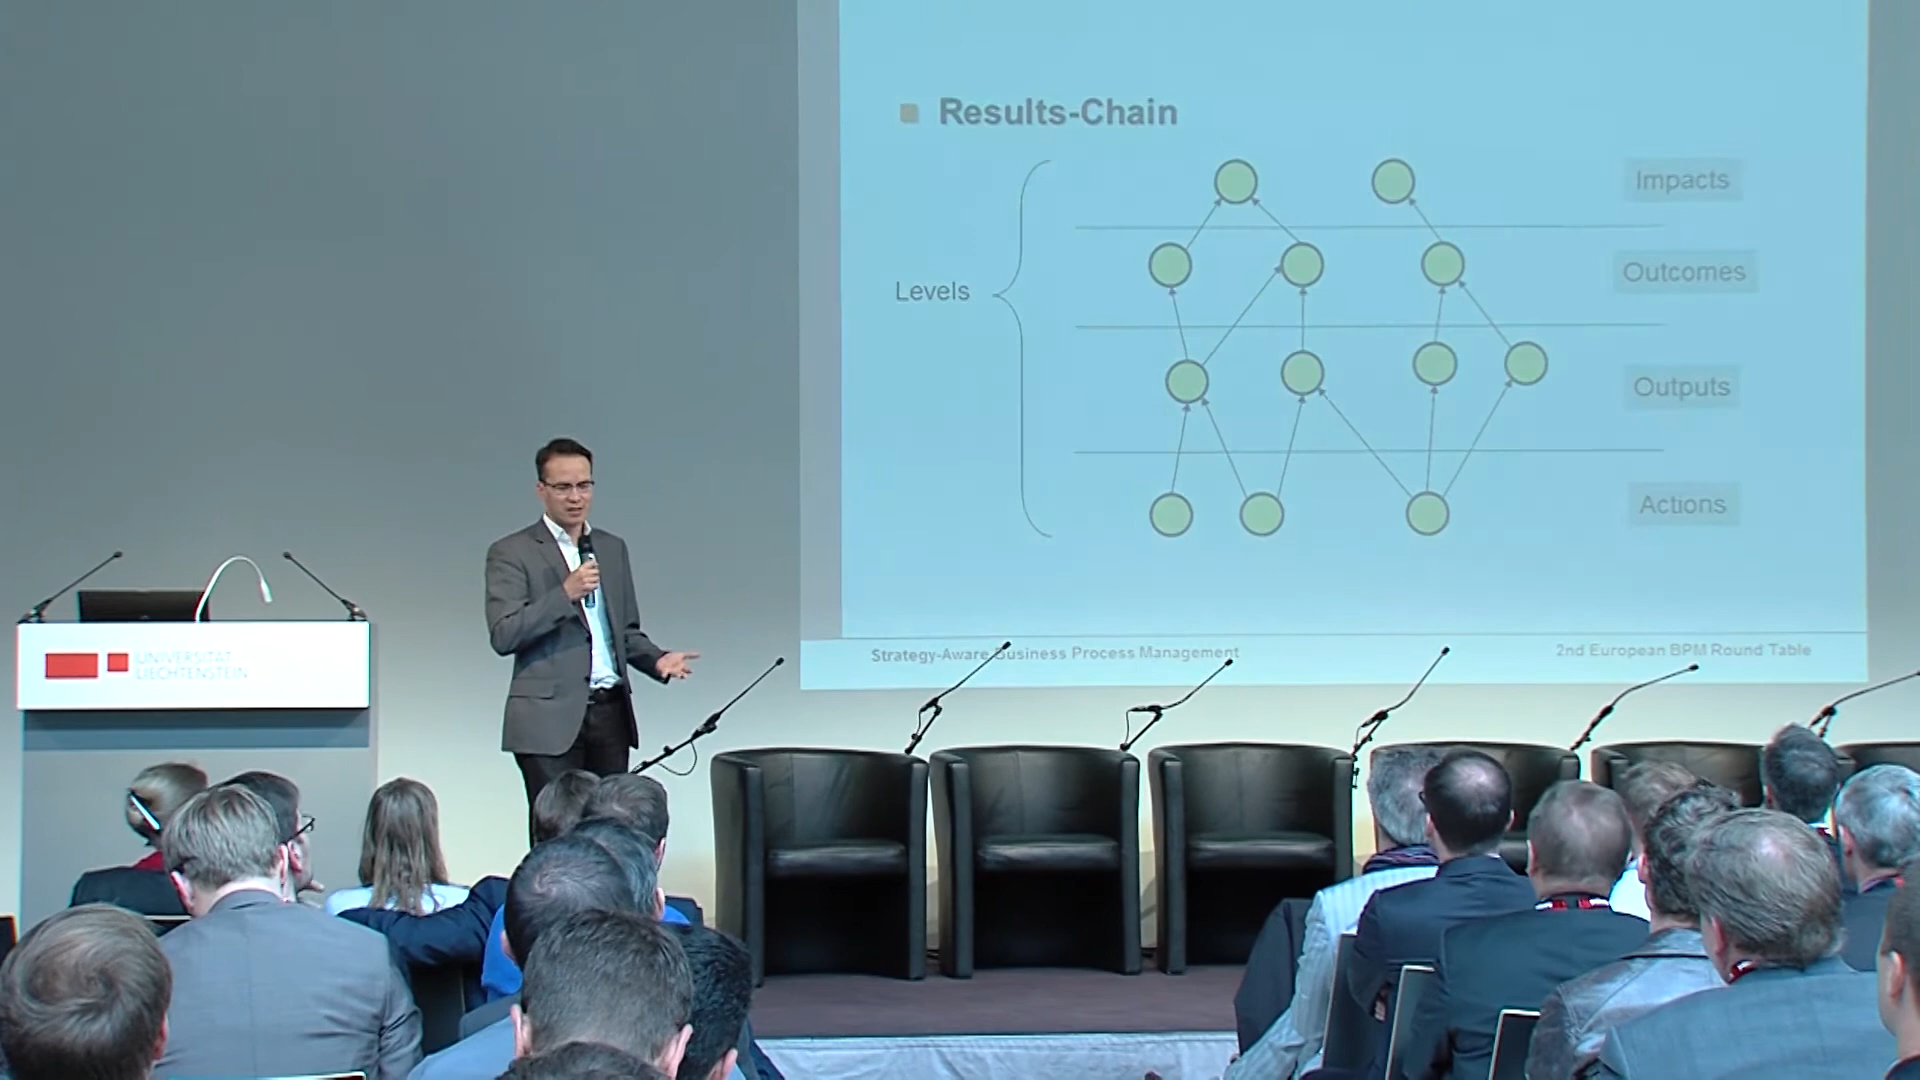 Results-Chain
Levels
Impacts
Outcomes
Outputs
Actions
Strategy-Aware Business Process Management
2nd European BPM Round Table
UNIVERSITÄT
LIECHTENSTEIN